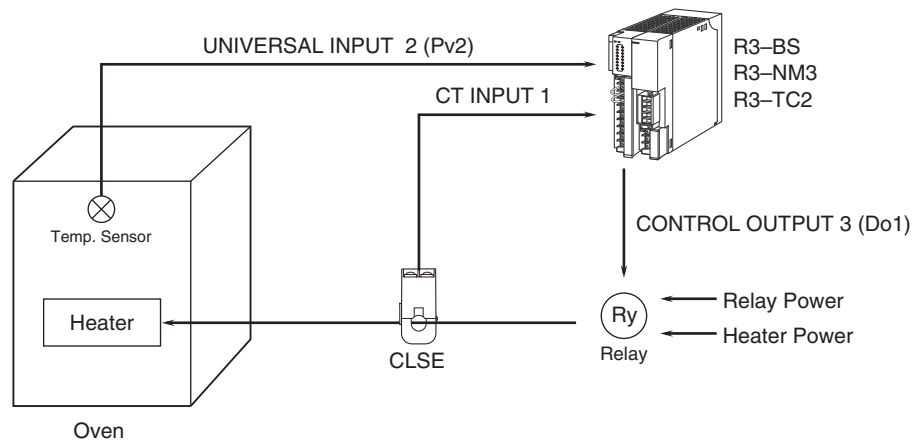 UNIVERSAL INPUT 2 (Pv2)
R3–BS
R3–NM3
R3–TC2
CT INPUT 1
Temp. Sensor
CONTROL OUTPUT 3 (Do1)
Heater
Ry
Relay Power
Heater Power
Relay
CLSE
Oven